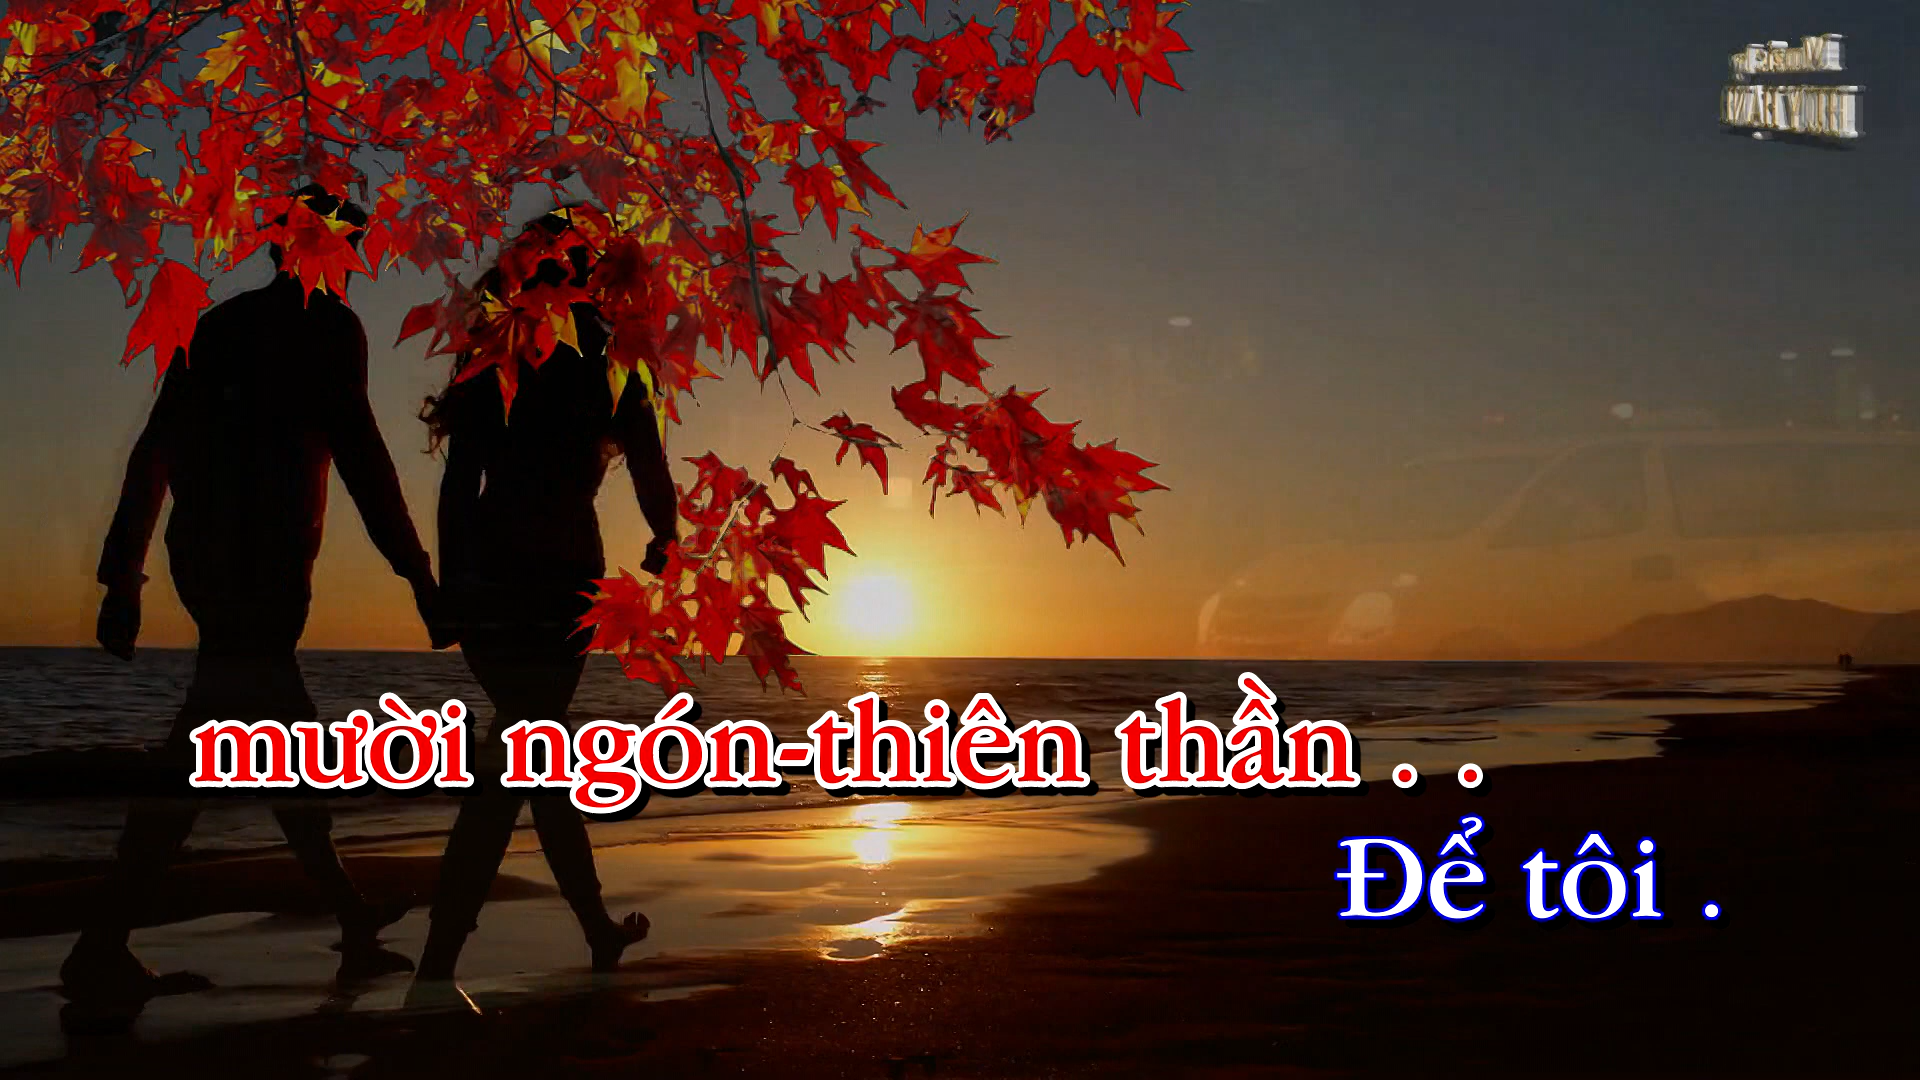 mười ngón-thiên thần . .
Để tôi .